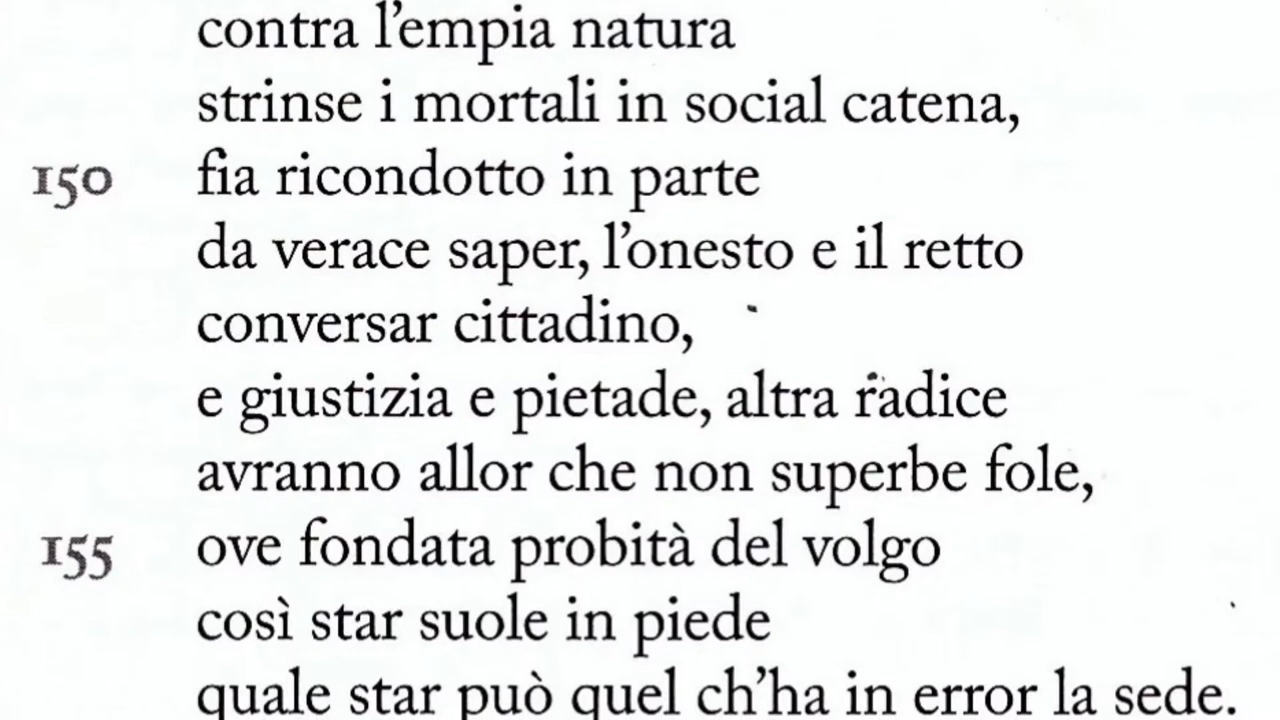 contra l'empia natura
strinse i mortali in social catena,
150 fia ricondotto in parte
da verace saper, l'onesto e il retto
conversar cittadino,
e giustizia e pietade, altra radice
avranno allor che non superbe fole,
155 ove fondata probità del volgo
così star suole in piede
quale star può quel ch'ha in error la sede.